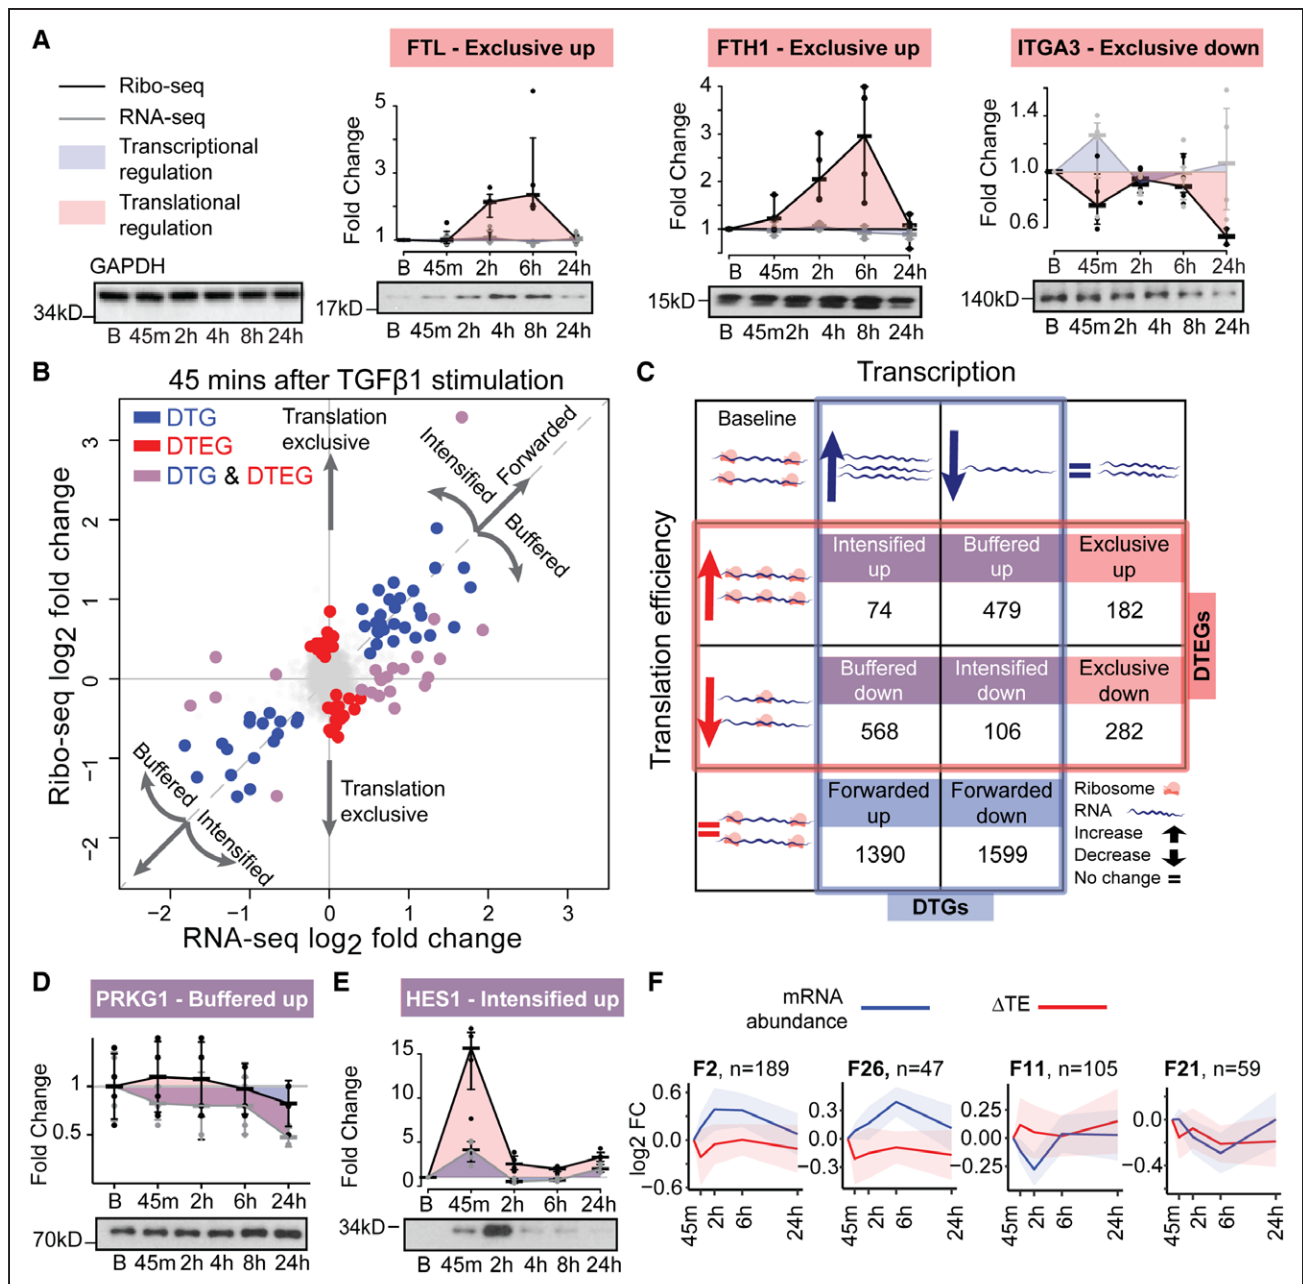 A
Ribo-seq
RNA-seq
Transcriptional
regulation
Translational
regulation
GAPDH
34kD
B 45m 2h 4h 8h 24h
FTL - Exclusive up
Fold Change
5
3
1
B 45m 2h 6h 24h
17kD
B 45m 2h 4h 8h 24h
FTH1 - Exclusive up
Fold Change
4
3
2
1
B 45m 2h 6h 24h
15kD
B 45m 2h 4h 8h 24h
ITGA3 - Exclusive down
Fold Change
1.4
1.0
0.6
B 45m 2h 6h 24h
140kD
B 45m 2h 4h 8h 24h
B
45 mins after TGFβ1 stimulation
DTG
DTEG
DTG & DTEG
Translation
exclusive
Intensified
Forwarded
Buffered
Buffered
Intensified
Translation
exclusive
Ribo-seq log2 fold change
3
2
1
0
−1
−2
−2 −1 0 1 2 3
RNA-seq log2 fold change
C
Transcription
Translation efficiency
Baseline
=
Intensified
up
74
Buffered
up
479
Exclusive
up
182
Buffered
down
568
Intensified
down
106
Exclusive
down
282
DTEGs
=
Forwarded
up
1390
Forwarded
down
1599
Ribosome
RNA
Increase
Decrease
No change =
DTGs
D
PRKG1 - Buffered up
Fold Change
1
0.5
B 45m 2h 6h 24h
70kD
B 45m 2h 4h 8h 24h
E
HES1 - Intensified up
Fold Change
15
10
5
0
B 45m 2h 6h 24h
34kD
B 45m 2h 4h 8h 24h
F
mRNA
abundance
ΔTE
F2, n=189
log2 FC
0.6
0.0
−0.6
45m 2h 6h 24h
F26, n=47
0.3
0.0
−0.3
45m 2h 6h 24h
F11, n=105
0.25
0.00
−0.25
45m 2h 6h 24h
F21, n=59
0.0
−0.4
45m 2h 6h 24h